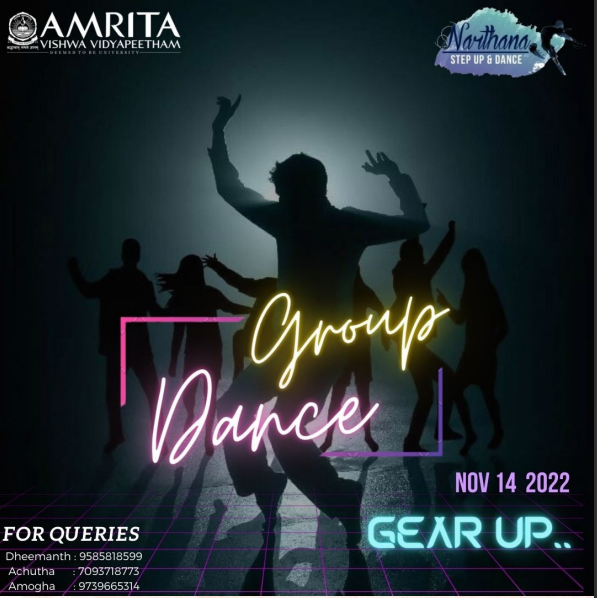 AMRITA
VISHWA VIDYAPEETHAM
DEEMED TO BE UNIVERSITY
Narthana
STEP UP & DANCE
Group
Dance
NOV 14 2022
GEAR UP..
FOR QUERIES
Dheemanth : 9585818599
Achutha : 7093718773
Amogha : 9739665314